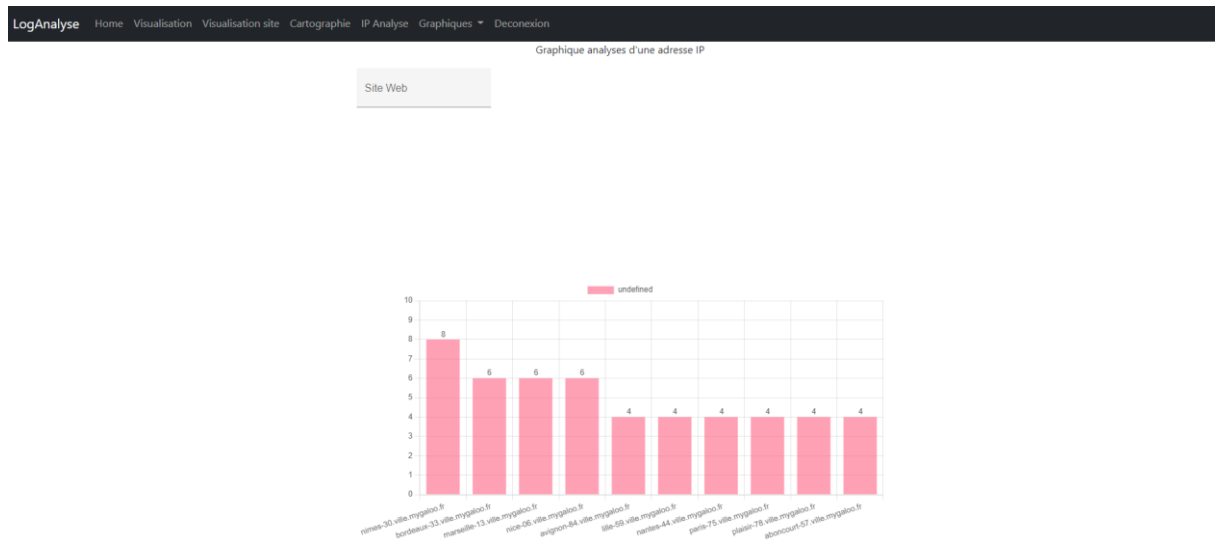 LogAnalyse Home Visualisation Visualisation site Cartographie IP Analyse Graphiques Deconexion
Graphique analyses d'une adresse IP
Site Web
undefined
10
9
8
7
6
5
4
3
2
1
0
8
6
6
6
4
4
4
4
4
4
nimes-30.ville.mygaloo.fr
bordeaux-33.ville.mygaloo.fr
marseille-13.ville.mygaloo.fr
nice-06.ville.mygaloo.fr
avignon-84.ville.mygaloo.fr
lille-59.ville.mygaloo.fr
nantes-44.ville.mygaloo.fr
paris-75.ville.mygaloo.fr
plaisir-78.ville.mygaloo.fr
aboncourt-57.ville.mygaloo.fr